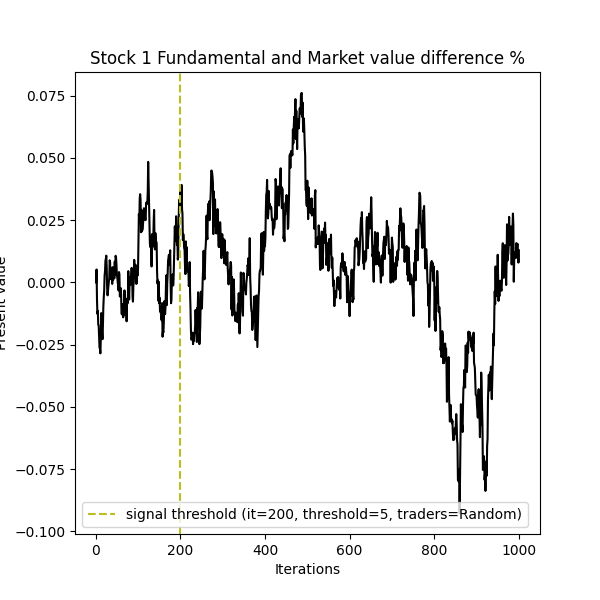 Stock 1 Fundamental and Market value difference %
0.075
0.050
0.025
0.000
−0.025
−0.050
−0.075
−0.100
Present value
signal threshold (it=200, threshold=5, traders=Random)
0 200 400 600 800 1000
Iterations